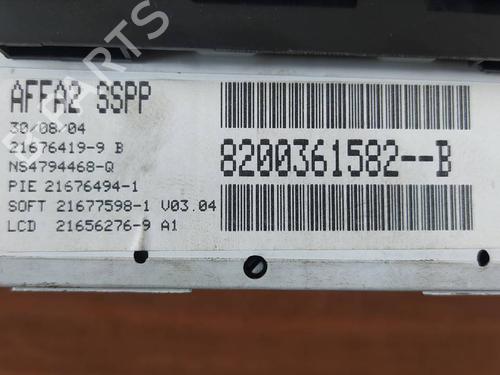 B PARTS
AFFA2 SSPP
30/08/04
21676419-9 B
NS4794468-Q
PIE 21676494-1
SOFT 21677598-1 V03.04
LCD 21656276-9 A1
8200361582--B